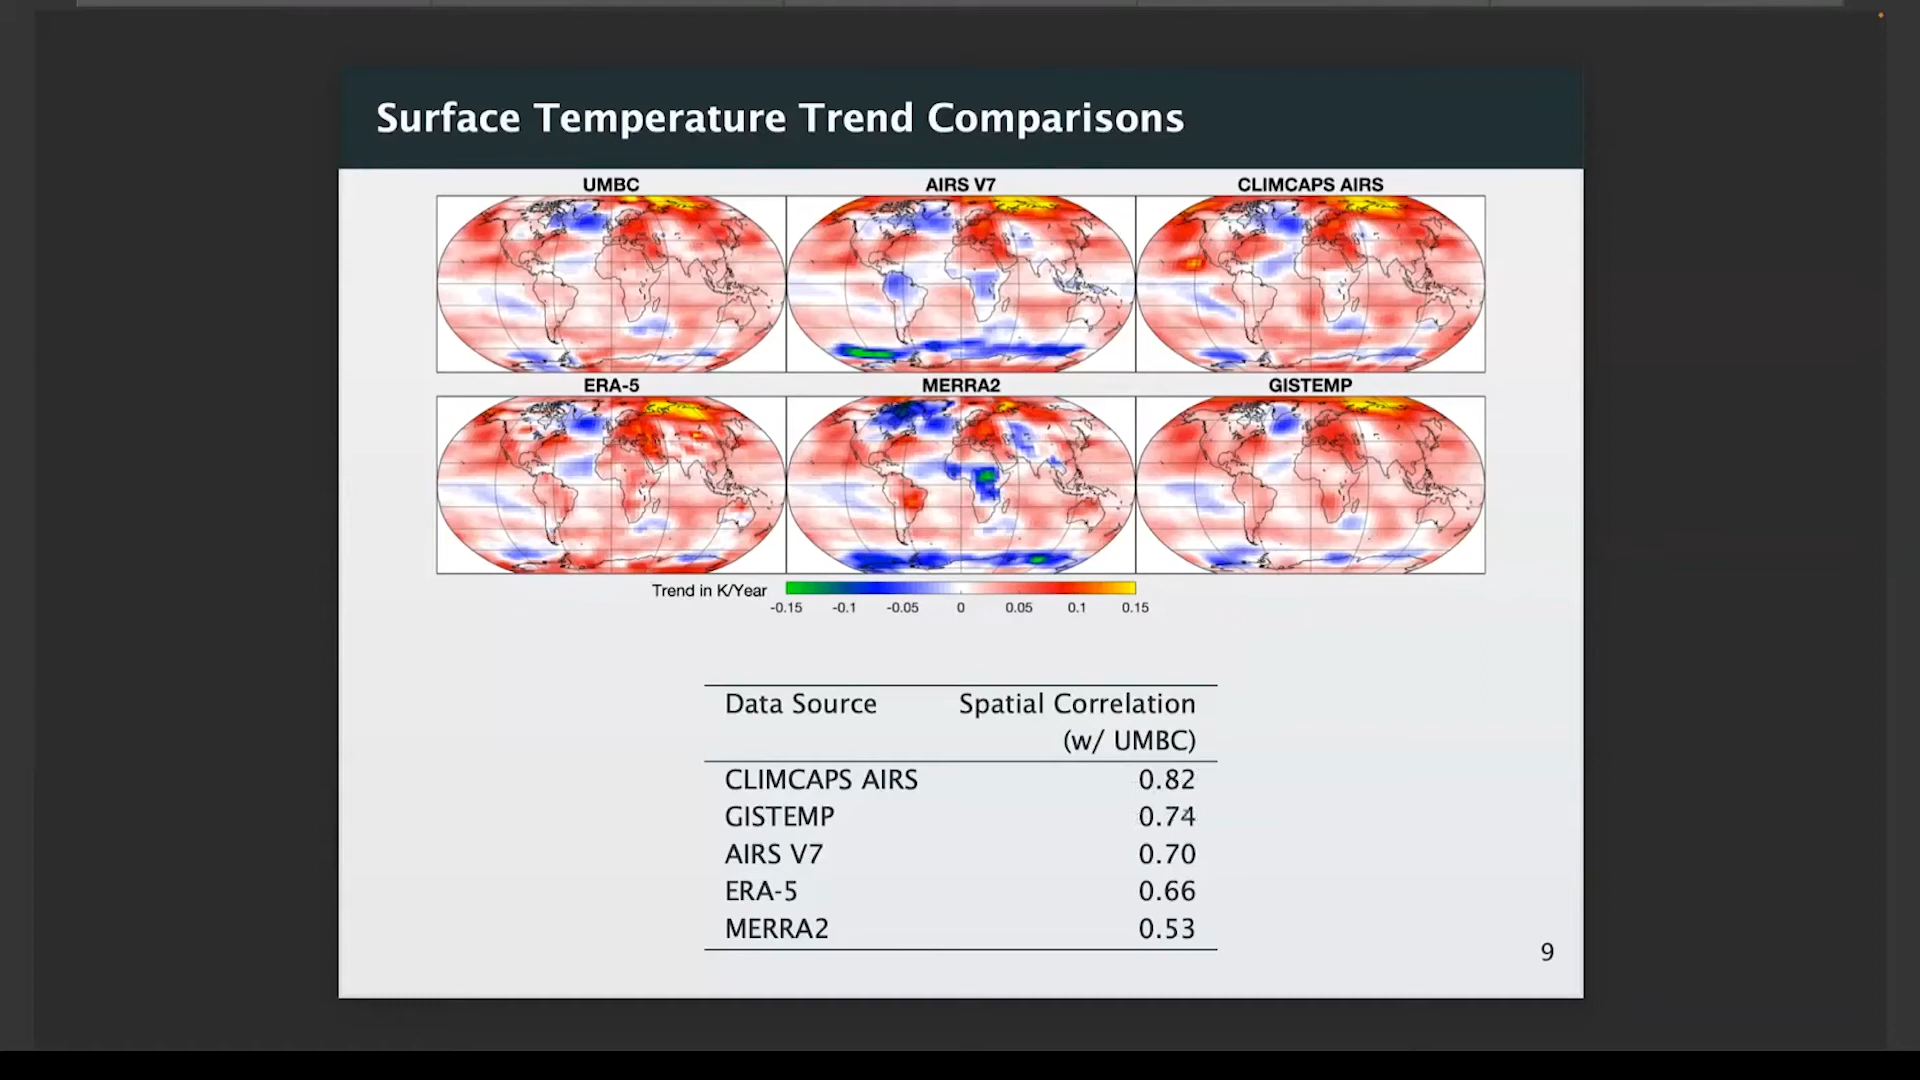 Surface Temperature Trend Comparisons
UMBC AIRS V7 CLIMCAPS AIRS
ERA-5 MERRA2 GISTEMP
Trend in K/Year
-0.15 -0.1 -0.05 0 0.05 0.1 0.15
Data Source Spatial Correlation
(w/ UMBC)
CLIMCAPS AIRS 0.82
GISTEMP 0.74
AIRS V7 0.70
ERA-5 0.66
MERRA2 0.53
9